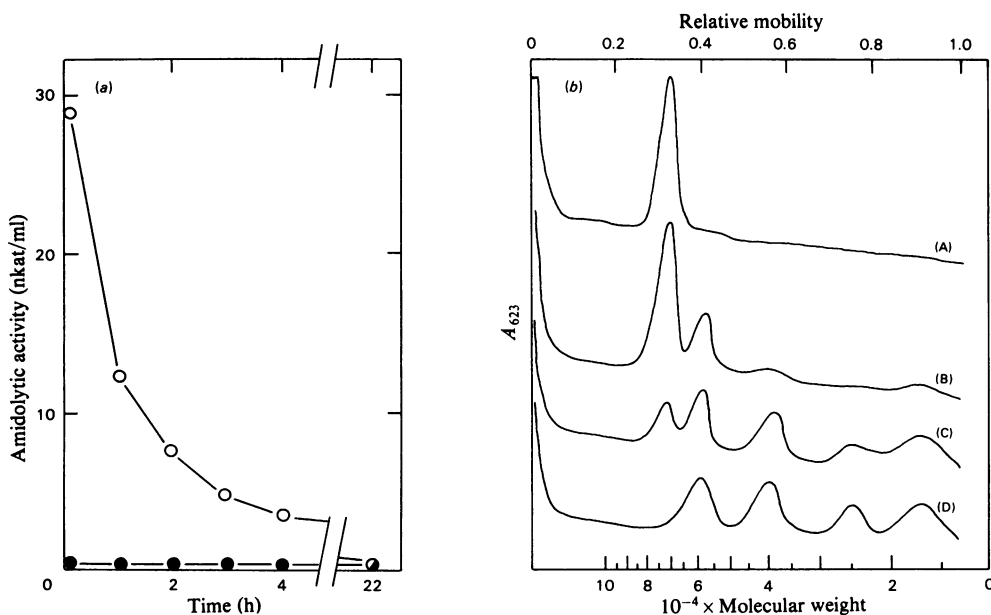 (a)
30
20
10
0
2
4
22
Amidolytic activity (nkat/ml)
Time (h)
Relative mobility
0
0.2
0.4
0.6
0.8
1.0
(b)
(A)
(B)
(C)
(D)
A623
10
8
6
4
2
0
10−4 × Molecular weight